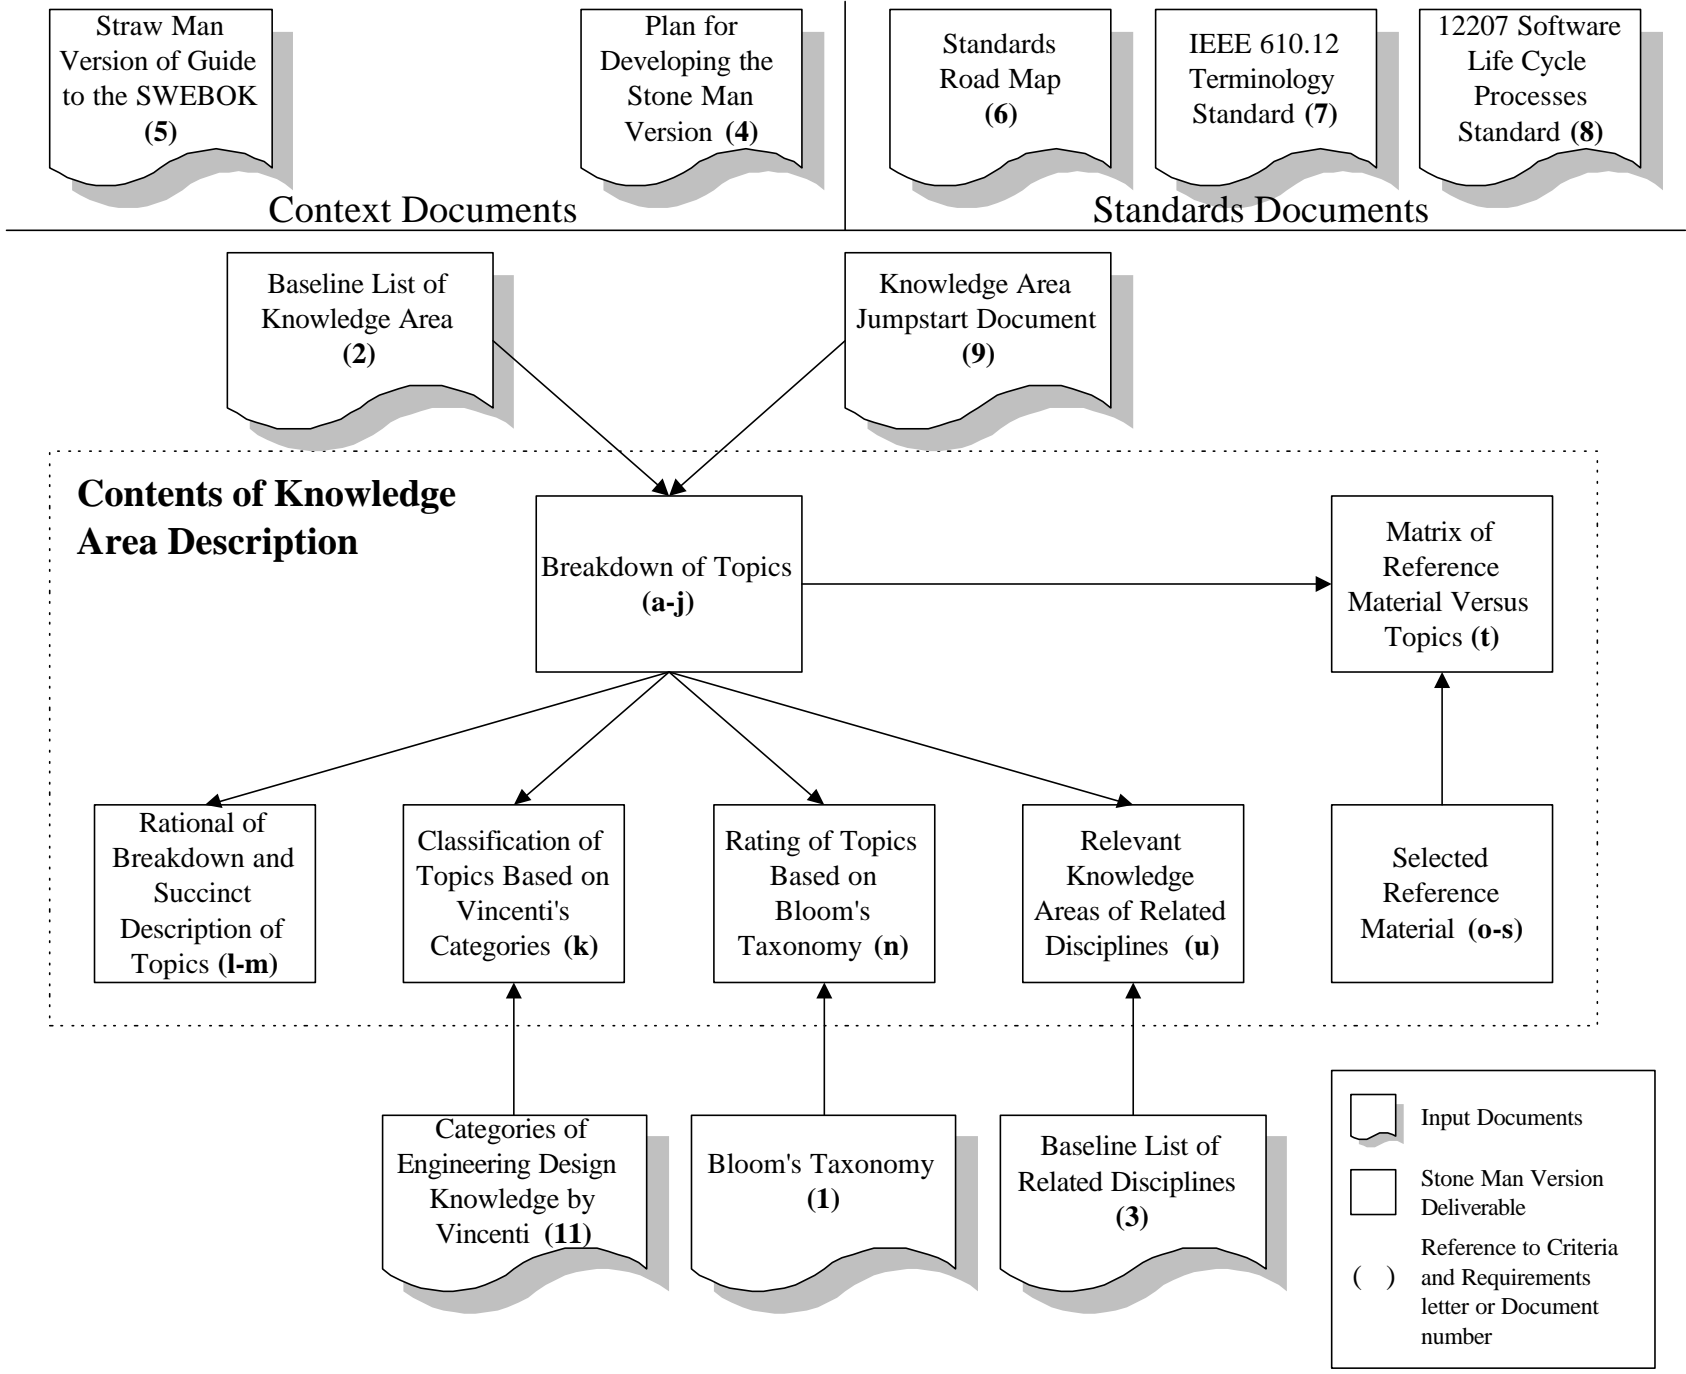 Straw Man
Version of Guide
to the SWEBOK
(5)
Plan for
Developing the
Stone Man
Version (4)
Context Documents
Standards
Road Map
(6)
IEEE 610.12
Terminology
Standard (7)
12207 Software
Life Cycle
Processes
Standard (8)
Standards Documents
Baseline List of
Knowledge Area
(2)
Knowledge Area
Jumpstart Document
(9)
Contents of Knowledge
Area Description
Breakdown of Topics
(a-j)
Matrix of
Reference
Material Versus
Topics (t)
Rational of
Breakdown and
Succinct
Description of
Topics (l-m)
Classification of
Topics Based on
Vincenti's
Categories (k)
Rating of Topics
Based on
Bloom's
Taxonomy (n)
Relevant
Knowledge
Areas of Related
Disciplines (u)
Selected
Reference
Material (o-s)
Categories of
Engineering Design
Knowledge by
Vincenti (11)
Bloom's Taxonomy
(1)
Baseline List of
Related Disciplines
(3)
Input Documents
Stone Man Version
Deliverable
( )
Reference to Criteria
and Requirements
letter or Document
number